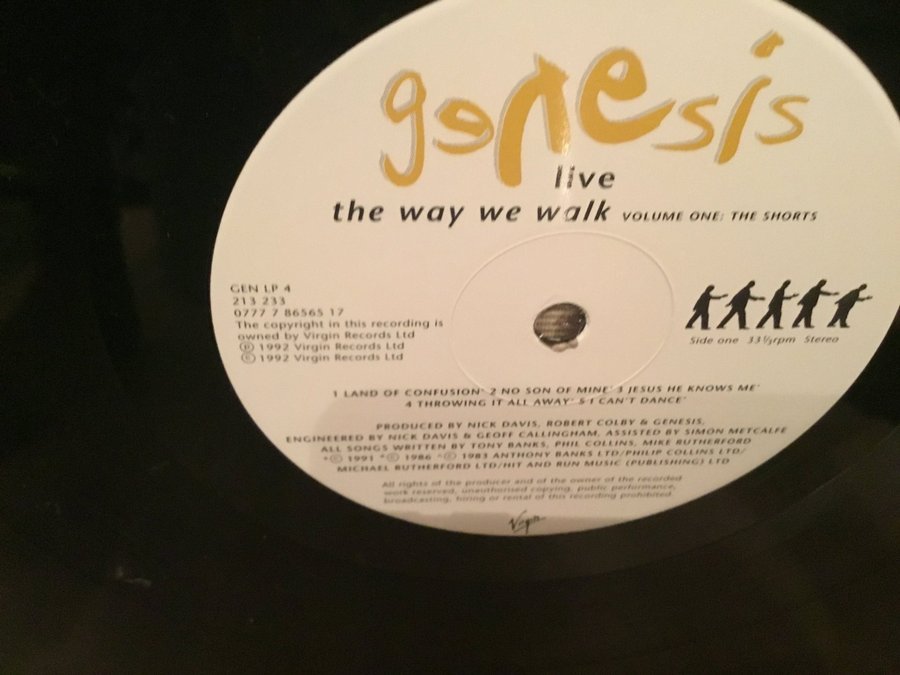 genesis
live
the way we walk VOLUME ONE: THE SHORTS
GEN LP 4
213 233
0777 7 86565 17
The copyright in this recording is
owned by Virgin Records Ltd
℗ 1992 Virgin Records Ltd
© 1992 Virgin Records Ltd
Side one 33⅓rpm Stereo
1 LAND OF CONFUSION* 2 NO SON OF MINE* 3 JESUS HE KNOWS ME*
4 THROWING IT ALL AWAY* 5 I CAN'T DANCE*
PRODUCED BY NICK DAVIS, ROBERT COLBY & GENESIS,
ENGINEERED BY NICK DAVIS & GEOFF CALLINGHAM, ASSISTED BY SIMON METCALFE
ALL SONGS WRITTEN BY TONY BANKS, PHIL COLLINS, MIKE RUTHERFORD
*© 1991 *© 1986 *© 1983 ANTHONY BANKS LTD/PHILIP COLLINS LTD/
MICHAEL RUTHERFORD LTD/HIT AND RUN MUSIC (PUBLISHING) LTD
All rights of the producer and of the owner of the recorded
work reserved, unauthorised copying, public performance,
broadcasting, hiring or rental of this recording prohibited.
Virgin